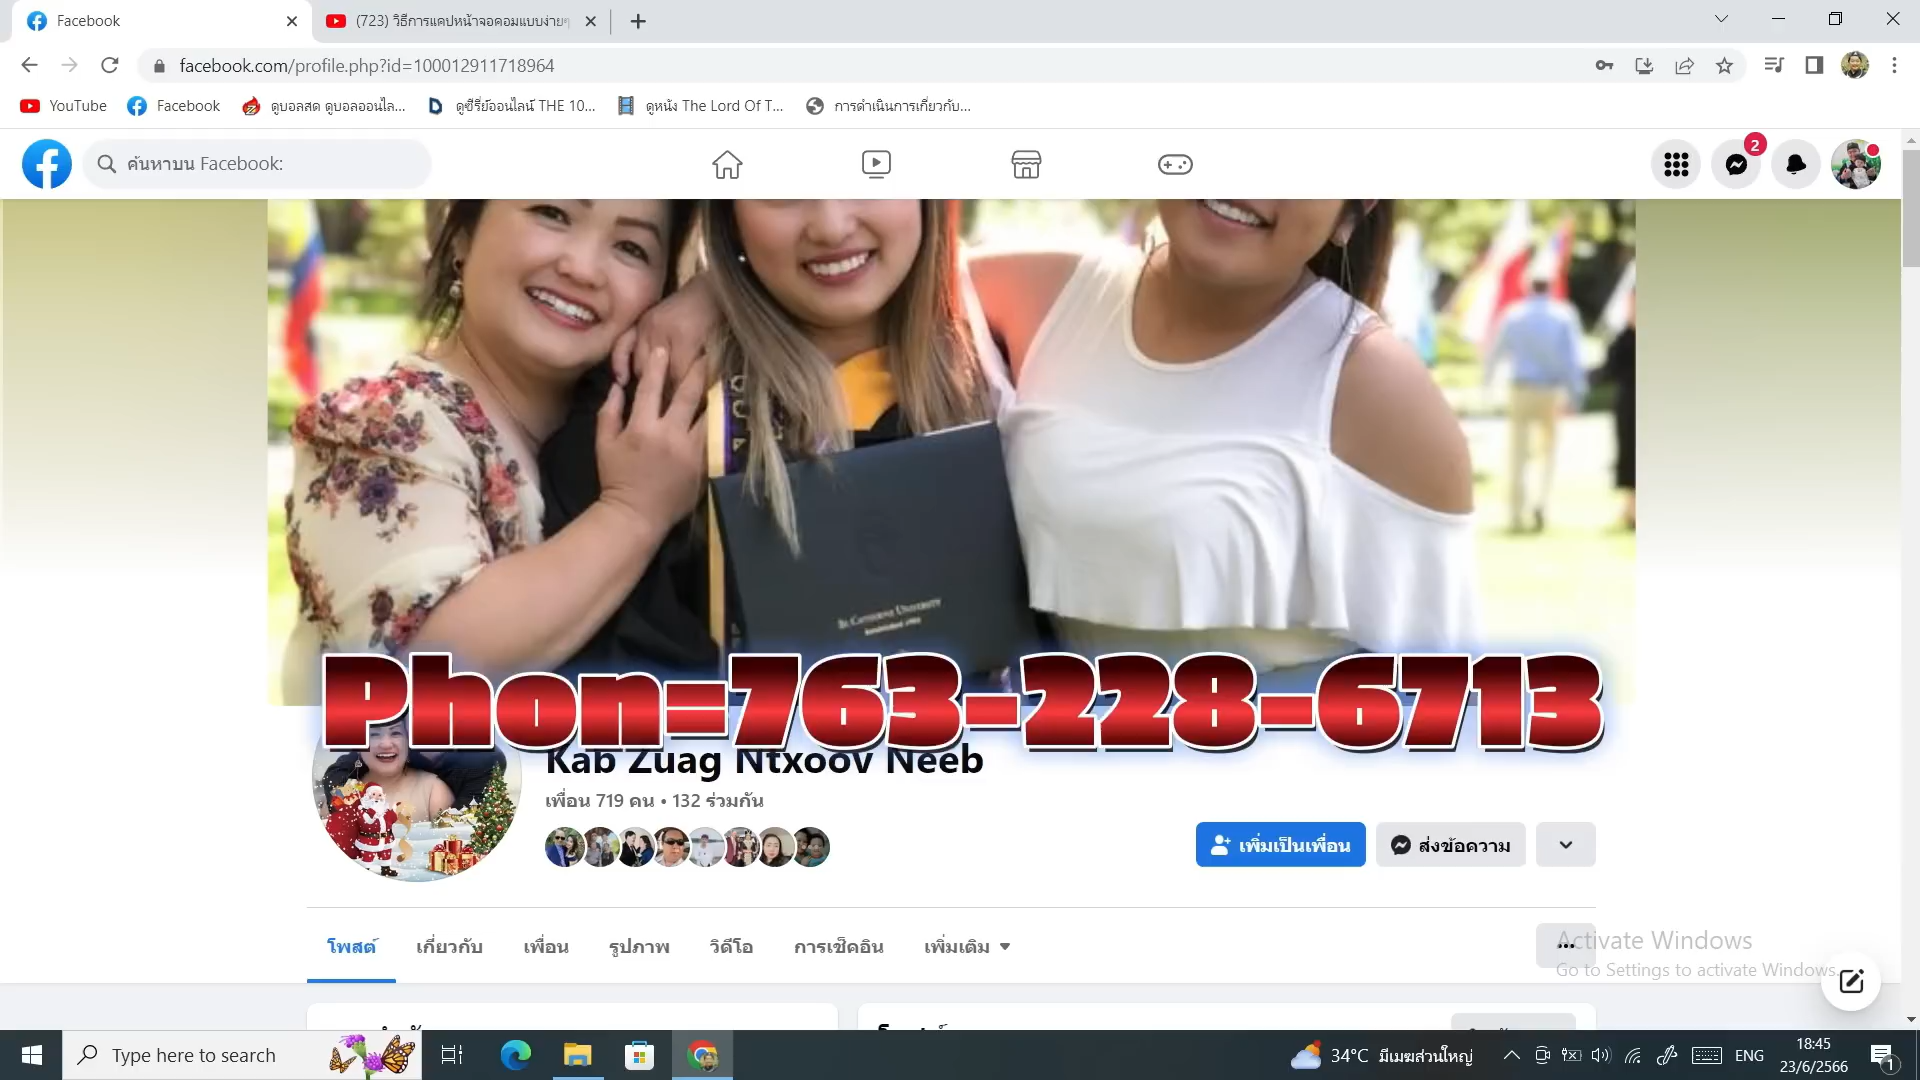 Facebook
(723) วิธีการแคปหน้าจอคอมแบบง่ายๆ
facebook.com/profile.php?id=100012911718964
YouTube
Facebook
ดูบอลสด ดูบอลออนไล...
ดูซีรี่ย์ออนไลน์ THE 10...
ดูหนัง The Lord Of T...
การดำเนินการเกี่ยวกับ...
ค้นหาบน Facebook:
2
St. Catherine University
Phon=763-228-6713
Kab Zuag Ntxoov Neeb
เพื่อน 719 คน • 132 ร่วมกัน
เพิ่มเป็นเพื่อน
ส่งข้อความ
โพสต์
เกี่ยวกับ
เพื่อน
รูปภาพ
วิดีโอ
การเช็คอิน
เพิ่มเติม
Activate Windows
Go to Settings to activate Windows.
Type here to search
34°C มีเมฆส่วนใหญ่
ENG
18:45
23/6/2566
1